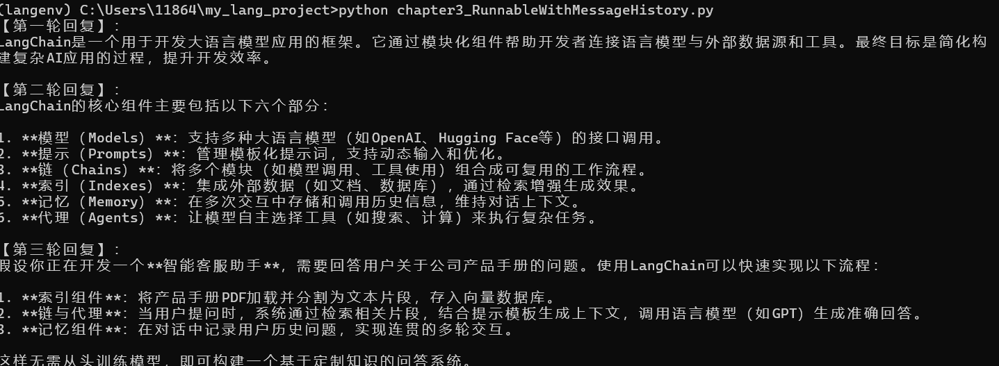 (langenv) C:\Users\11864\my_lang_project>python chapter3_RunnableWithMessageHistory.py
【第一轮回复】:
LangChain是一个用于开发大语言模型应用的框架。它通过模块化组件帮助开发者连接语言模型与外部数据源和工具。最终目标是简化构
建复杂AI应用的过程，提升开发效率。
【第二轮回复】:
LangChain的核心组件主要包括以下六个部分：
1. **模型（Models）**：支持多种大语言模型（如OpenAI、Hugging Face等）的接口调用。
2. **提示（Prompts）**：管理模板化提示词，支持动态输入和优化。
3. **链（Chains）**：将多个模块（如模型调用、工具使用）组合成可复用的工作流程。
4. **索引（Indexes）**：集成外部数据（如文档、数据库），通过检索增强生成效果。
5. **记忆（Memory）**：在多次交互中存储和调用历史信息，维持对话上下文。
6. **代理（Agents）**：让模型自主选择工具（如搜索、计算）来执行复杂任务。
【第三轮回复】:
假设你正在开发一个**智能客服助手**，需要回答用户关于公司产品手册的问题。使用LangChain可以快速实现以下流程：
1. **索引组件**：将产品手册PDF加载并分割为文本片段，存入向量数据库。
2. **链与代理**：当用户提问时，系统通过检索相关片段，结合提示模板生成上下文，调用语言模型（如GPT）生成准确回答。
3. **记忆组件**：在对话中记录用户历史问题，实现连贯的多轮交互。
这样无需从头训练模型，即可构建一个基于定制知识的问答系统。